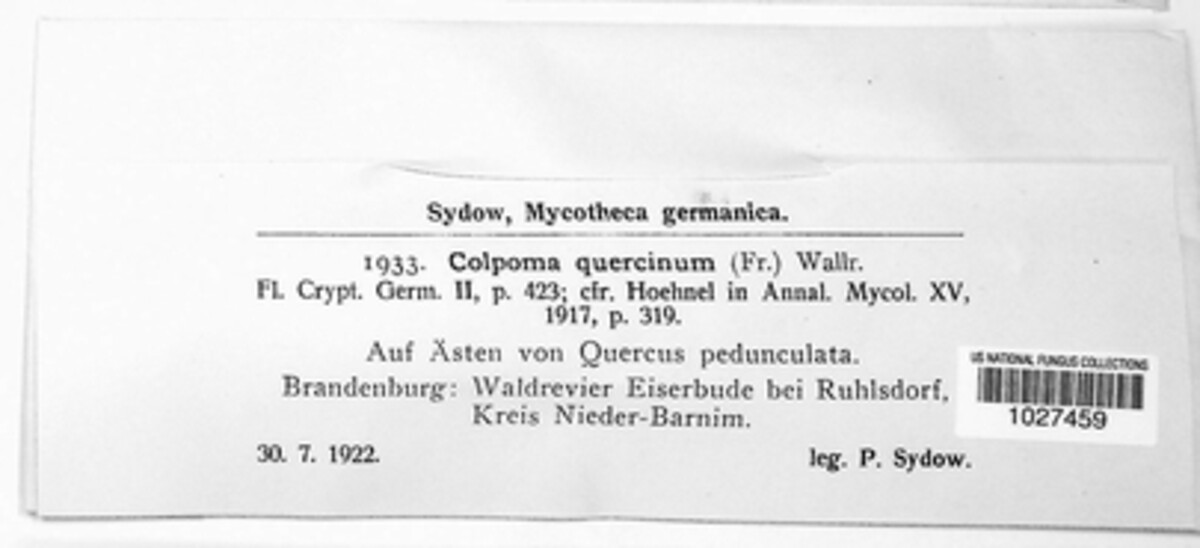 Sydow, Mycotheca germanica.
1933. Colpoma quercinum (Fr.) Wallr.
Fl. Crypt. Germ. II, p. 423; cfr. Hoehnel in Annal. Mycol. XV,
1917, p. 319.
Auf Ästen von Quercus pedunculata.
Brandenburg: Waldrevier Eiserbude bei Ruhlsdorf,
Kreis Nieder-Barnim.
30. 7. 1922. leg. P. Sydow.
US NATIONAL FUNGUS COLLECTIONS
1027459